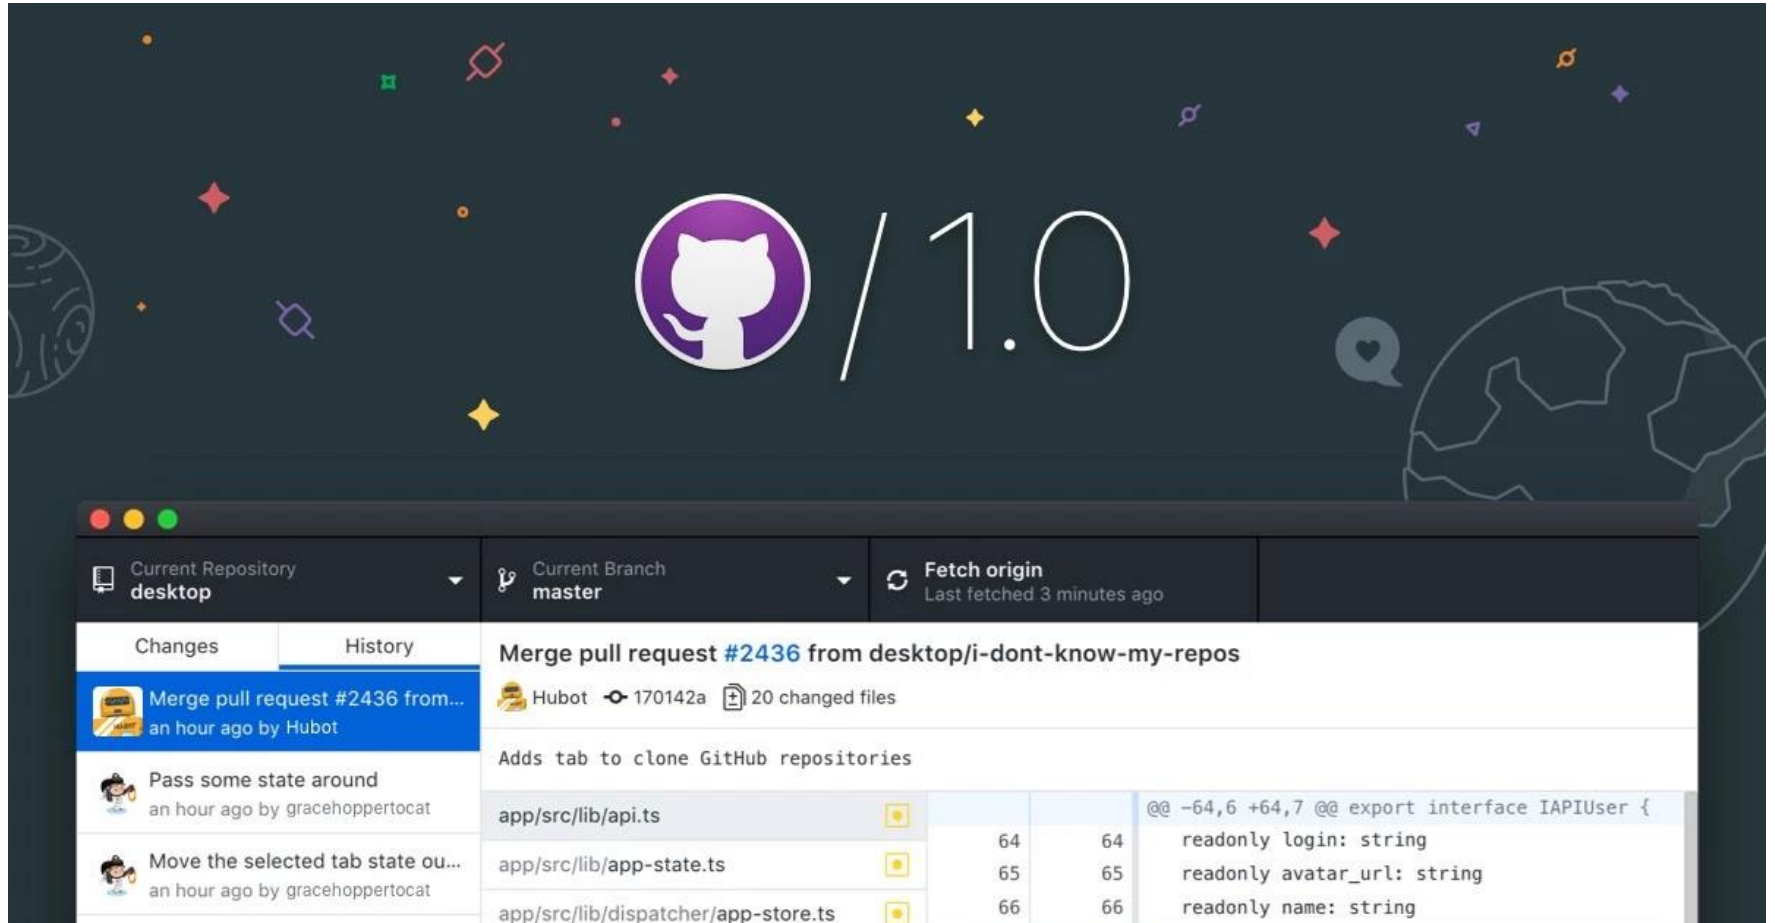 / 1.0
Current Repository
desktop
Current Branch
master
Fetch origin
Last fetched 3 minutes ago
Changes
History
Merge pull request #2436 from...
an hour ago by Hubot
Pass some state around
an hour ago by gracehoppertocat
Move the selected tab state ou...
an hour ago by gracehoppertocat
Merge pull request #2436 from desktop/i-dont-know-my-repos
Hubot 170142a 20 changed files
Adds tab to clone GitHub repositories
app/src/lib/api.ts
app/src/lib/app-state.ts
app/src/lib/dispatcher/app-store.ts
@@ -64,6 +64,7 @@ export interface IAPIUser {
64 64 readonly login: string
65 65 readonly avatar_url: string
66 66 readonly name: string